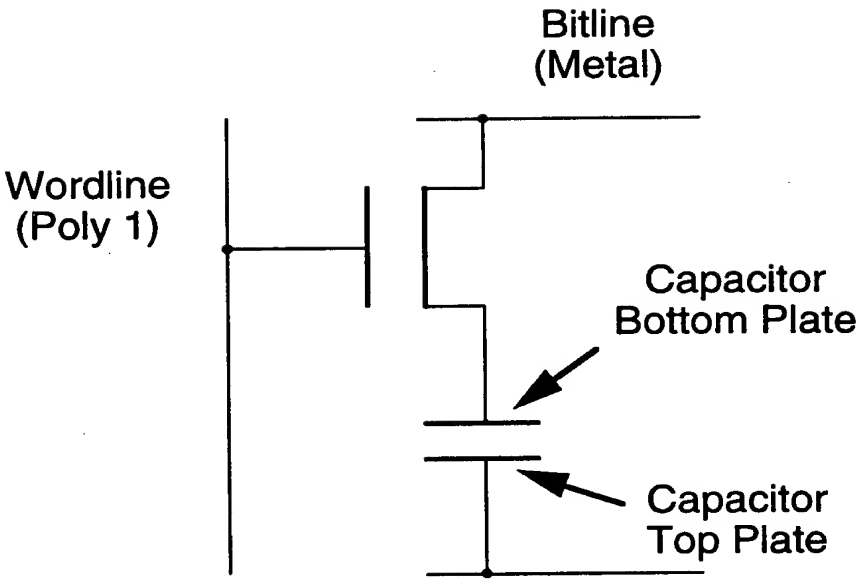 Bitline
(Metal)
Wordline
(Poly 1)
Capacitor
Bottom Plate
Capacitor
Top Plate